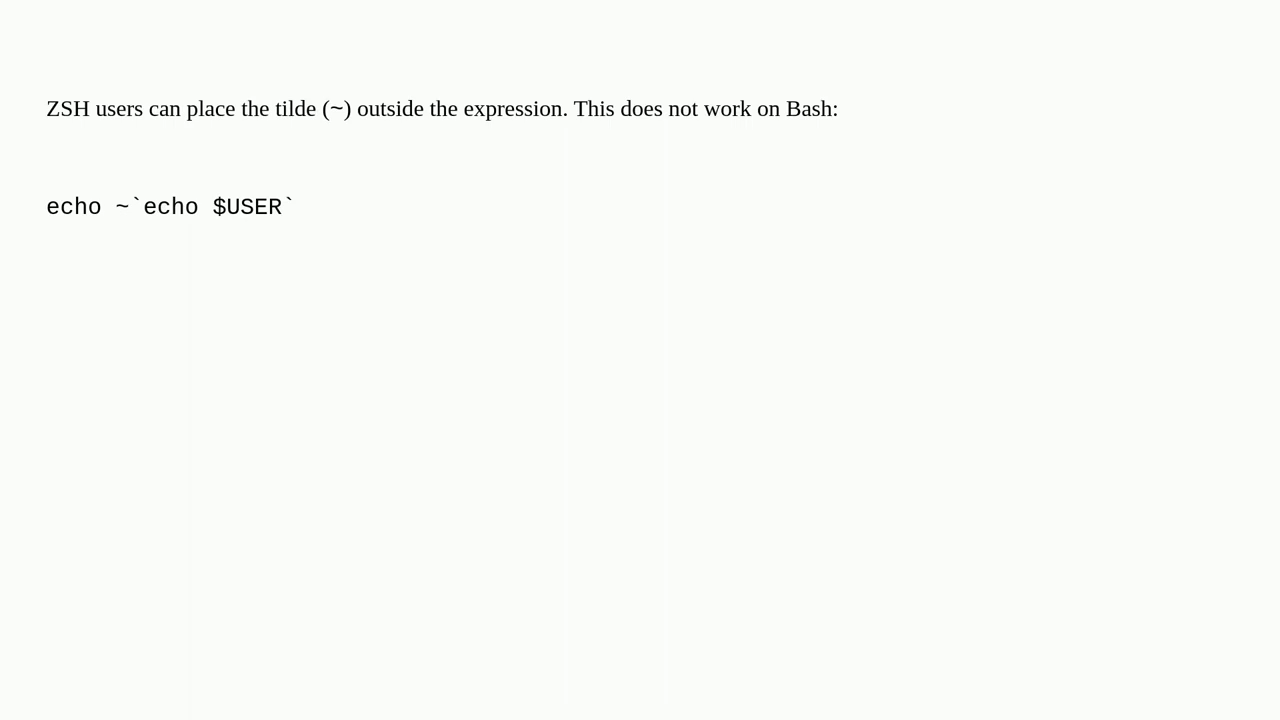 ZSH users can place the tilde (~) outside the expression. This does not work on Bash:
echo ~`echo $USER`